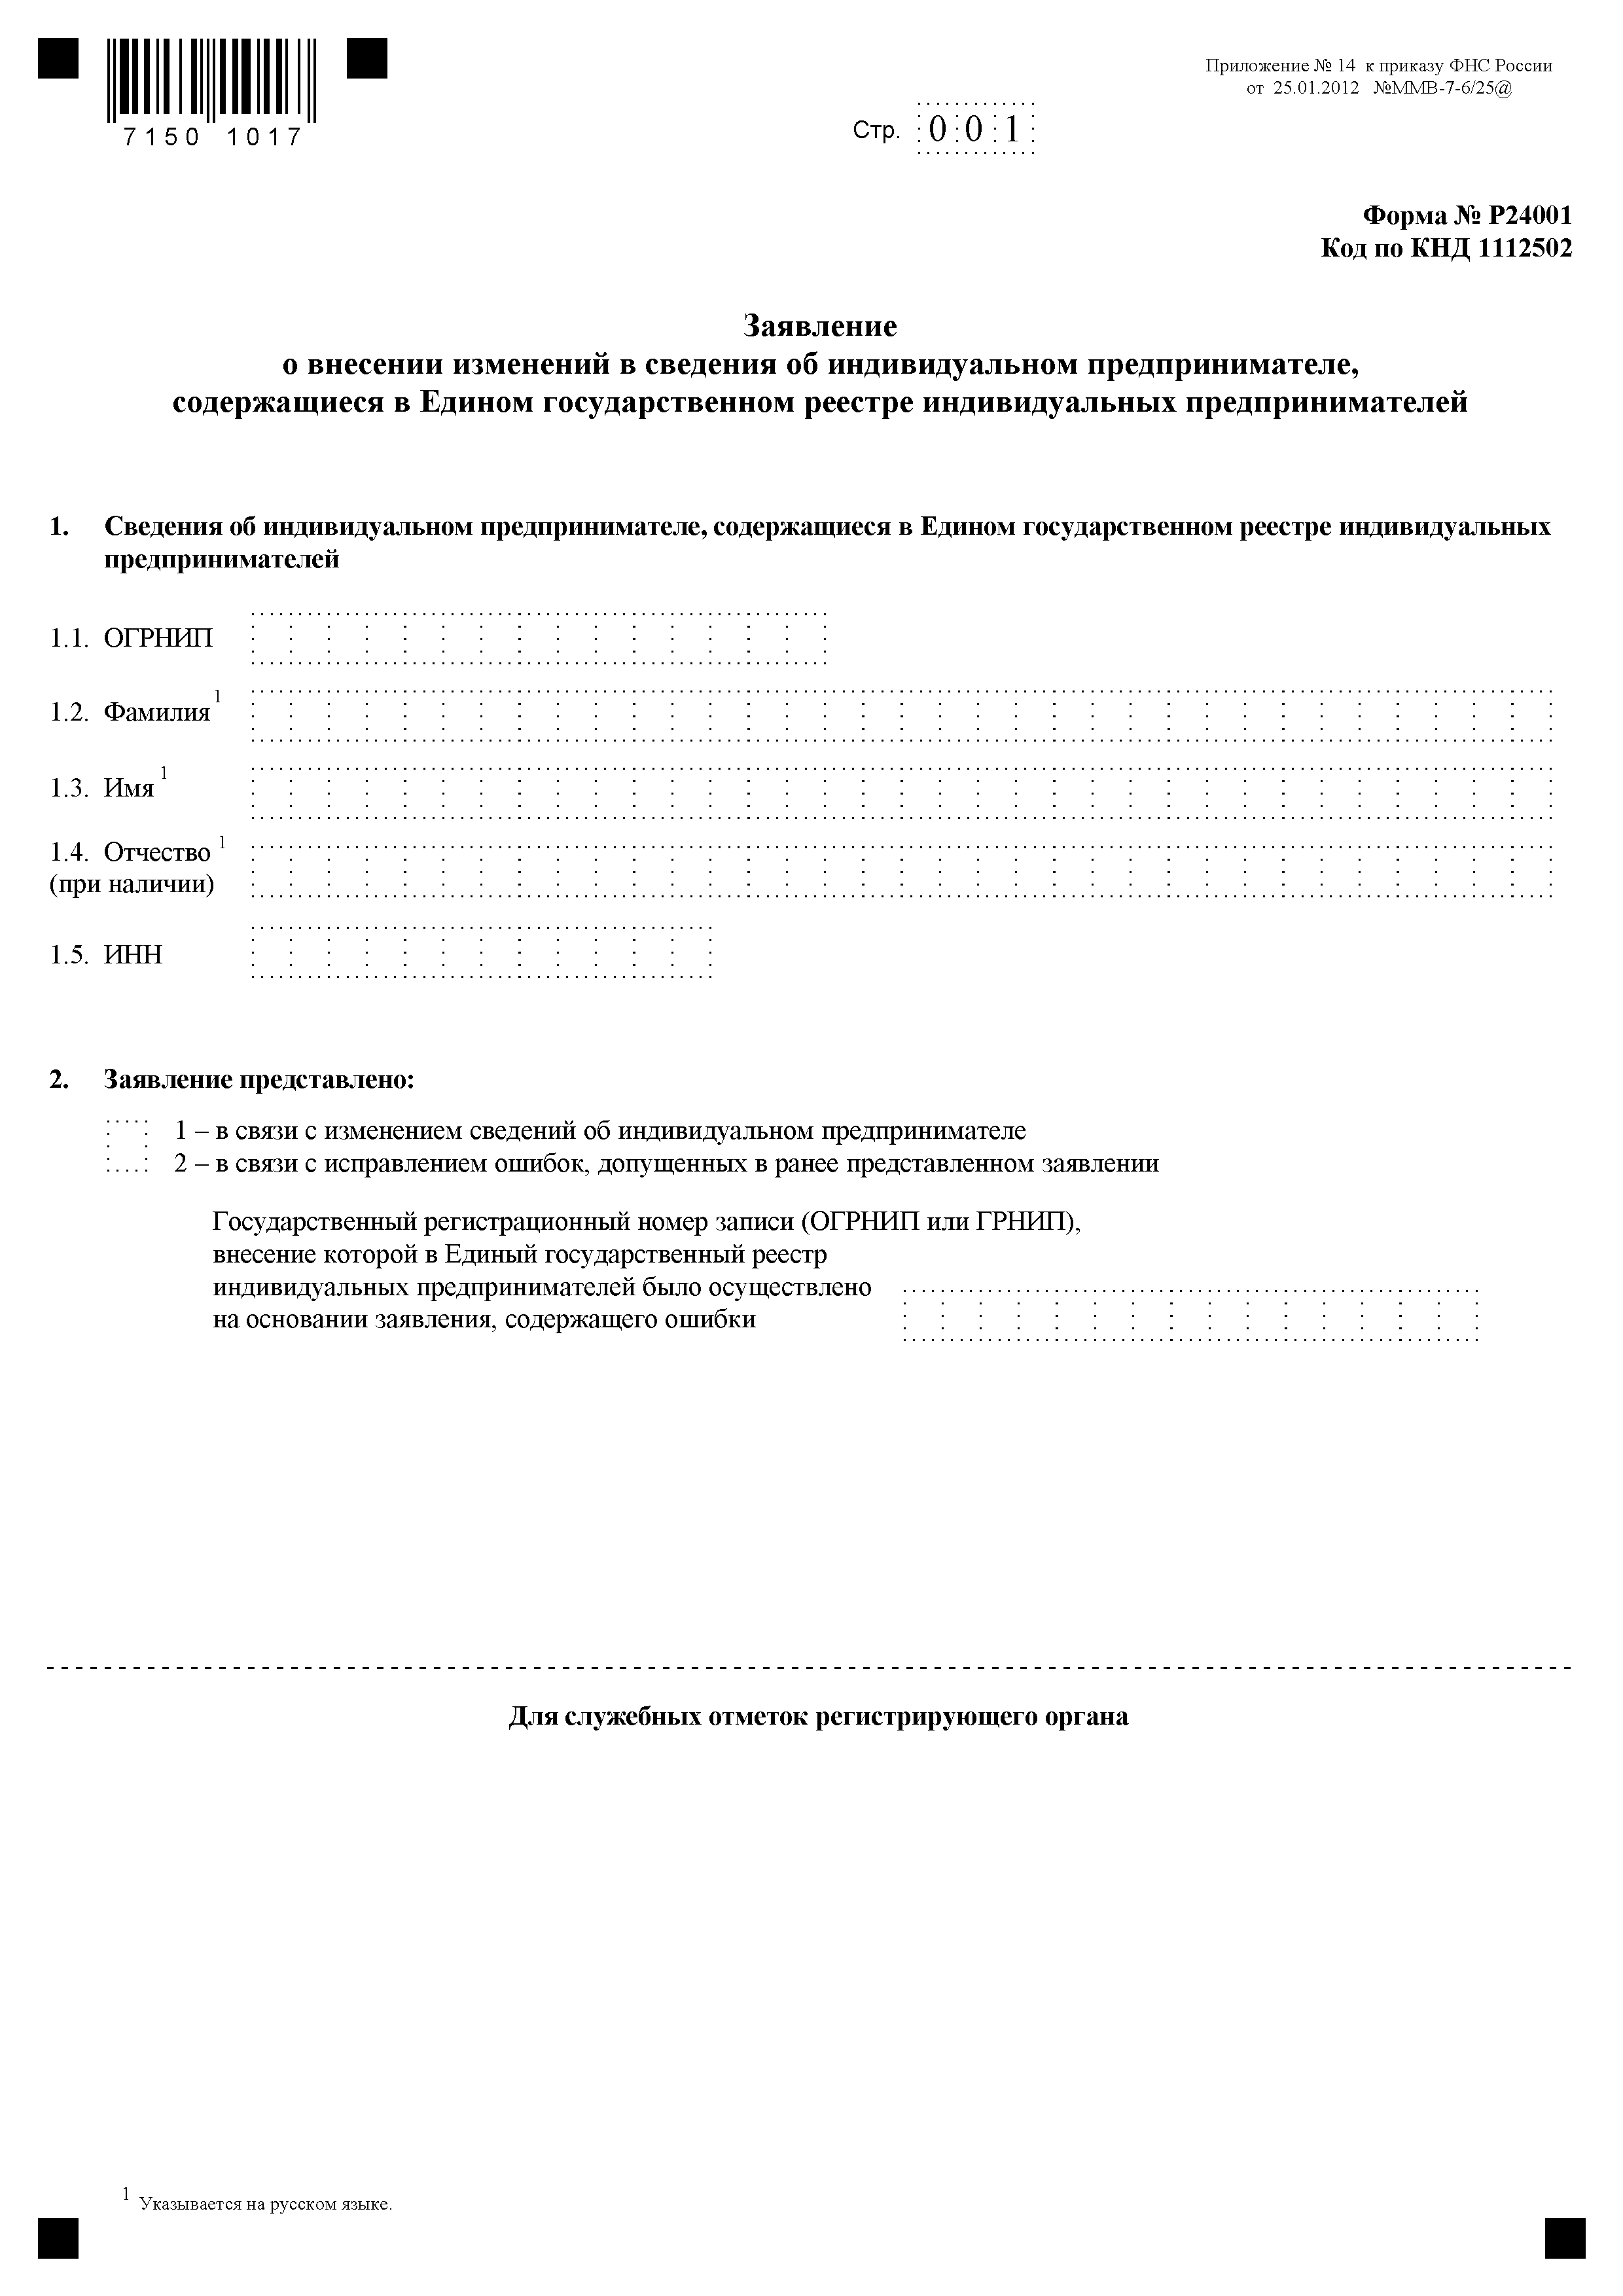 7150 1017
Приложение № 14 к приказу ФНС России
от 25.01.2012 №ММВ-7-6/25@
Стр. 001
Форма № Р24001
Код по КНД 1112502
Заявление
о внесении изменений в сведения об индивидуальном предпринимателе,
содержащиеся в Едином государственном реестре индивидуальных предпринимателей
1. Сведения об индивидуальном предпринимателе, содержащиеся в Едином государственном реестре индивидуальных
предпринимателей
1.1. ОГРНИП
1.2. Фамилия 1
1.3. Имя 1
1.4. Отчество 1
(при наличии)
1.5. ИНН
2. Заявление представлено:
1 – в связи с изменением сведений об индивидуальном предпринимателе
2 – в связи с исправлением ошибок, допущенных в ранее представленном заявлении
Государственный регистрационный номер записи (ОГРНИП или ГРНИП),
внесение которой в Единый государственный реестр
индивидуальных предпринимателей было осуществлено
на основании заявления, содержащего ошибки
Для служебных отметок регистрирующего органа
1 Указывается на русском языке.